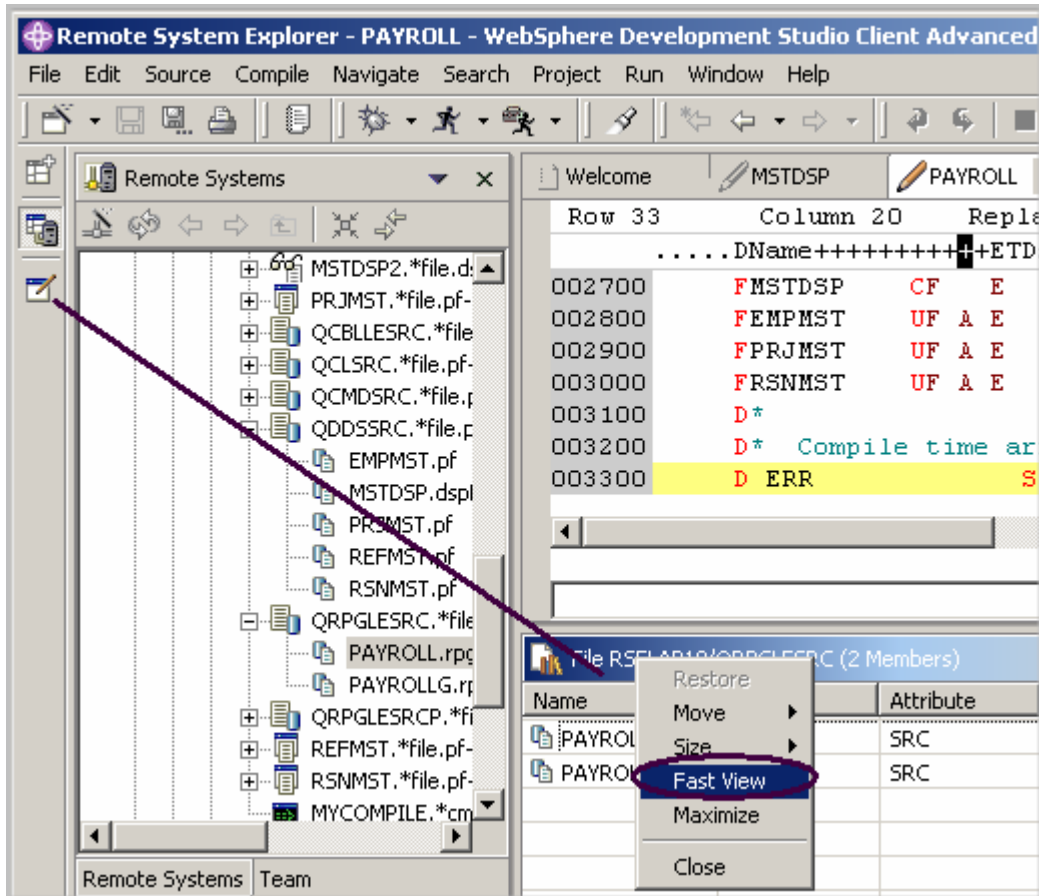 Remote System Explorer - PAYROLL - WebSphere Development Studio Client Advanced
File Edit Source Compile Navigate Search Project Run Window Help
Remote Systems
Welcome MSTDSP PAYROLL
Row 33 Column 20 Repla
.....DName++++++++++++ETD
002700 FMSTDSP CF E
002800 FEMPMST UF A E
002900 FPRJMST UF A E
003000 FRSNMST UF A E
003100 D*
003200 D* Compile time ar
003300 D ERR S
MSTDSP2.*file.d
PRJMST.*file.pf-
QCBLLESRC.*file
QCLSRC.*file.pf-
QCMDSRC.*file.p
QDDSSRC.*file.p
EMPMST.pf
MSTDSP.dspf
PRJMST.pf
REFMST.pf
RSNMST.pf
QRPGLESRC.*file
PAYROLL.rpg
PAYROLLG.rp
QRPGLESRCP.*fi
REFMST.*file.pf-
RSNMST.*file.pf-
MYCOMPILE.*cm
Remote Systems Team
File (2 Members)
Name Attribute
PAYROL SRC
PAYROL SRC
Restore
Move
Size
Fast View
Maximize
Close